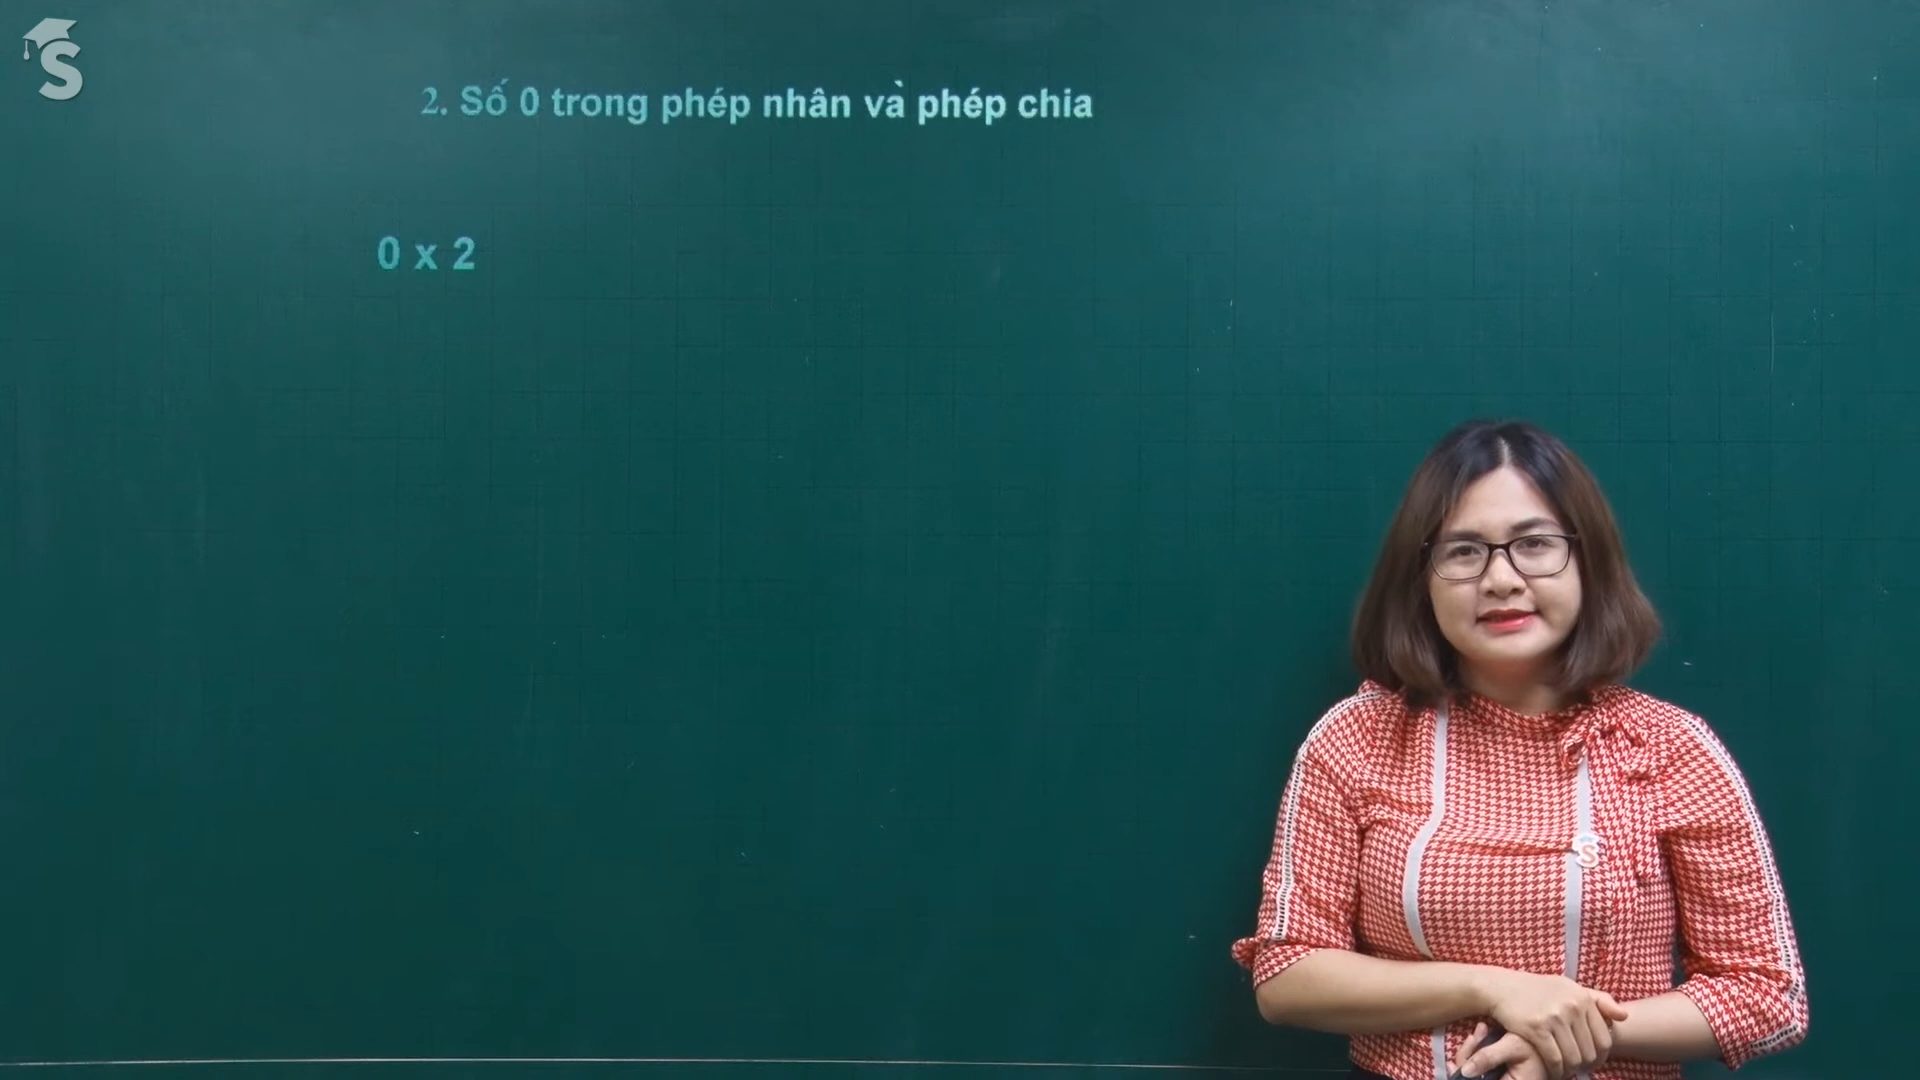 S
2. Số 0 trong phép nhân và phép chia
0 x 2
S